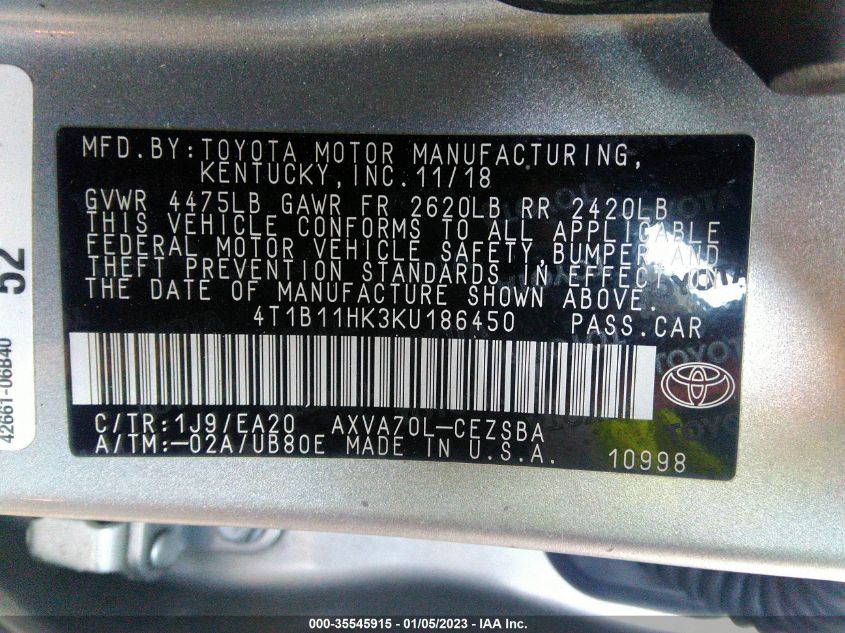 MFD.BY:TOYOTA MOTOR MANUFACTURING,
KENTUCKY,INC.11/18
GVWR 4475LB GAWR FR 2620LB RR 2420LB
THIS VEHICLE CONFORMS TO ALL APPLICABLE
FEDERAL MOTOR VEHICLE SAFETY,BUMPER,AND
THEFT PREVENTION STANDARDS IN EFFECT ON
THE DATE OF MANUFACTURE SHOWN ABOVE.
4T1B11HK3KU186450 PASS.CAR
C/TR:1J9/EA20 AXVA70L-CEZSBA
A/TM:-02A/UB80E MADE IN U.S.A. 10998
52
42661-06B40
TOYOTA
000-35545915 - 01/05/2023 - IAA Inc.